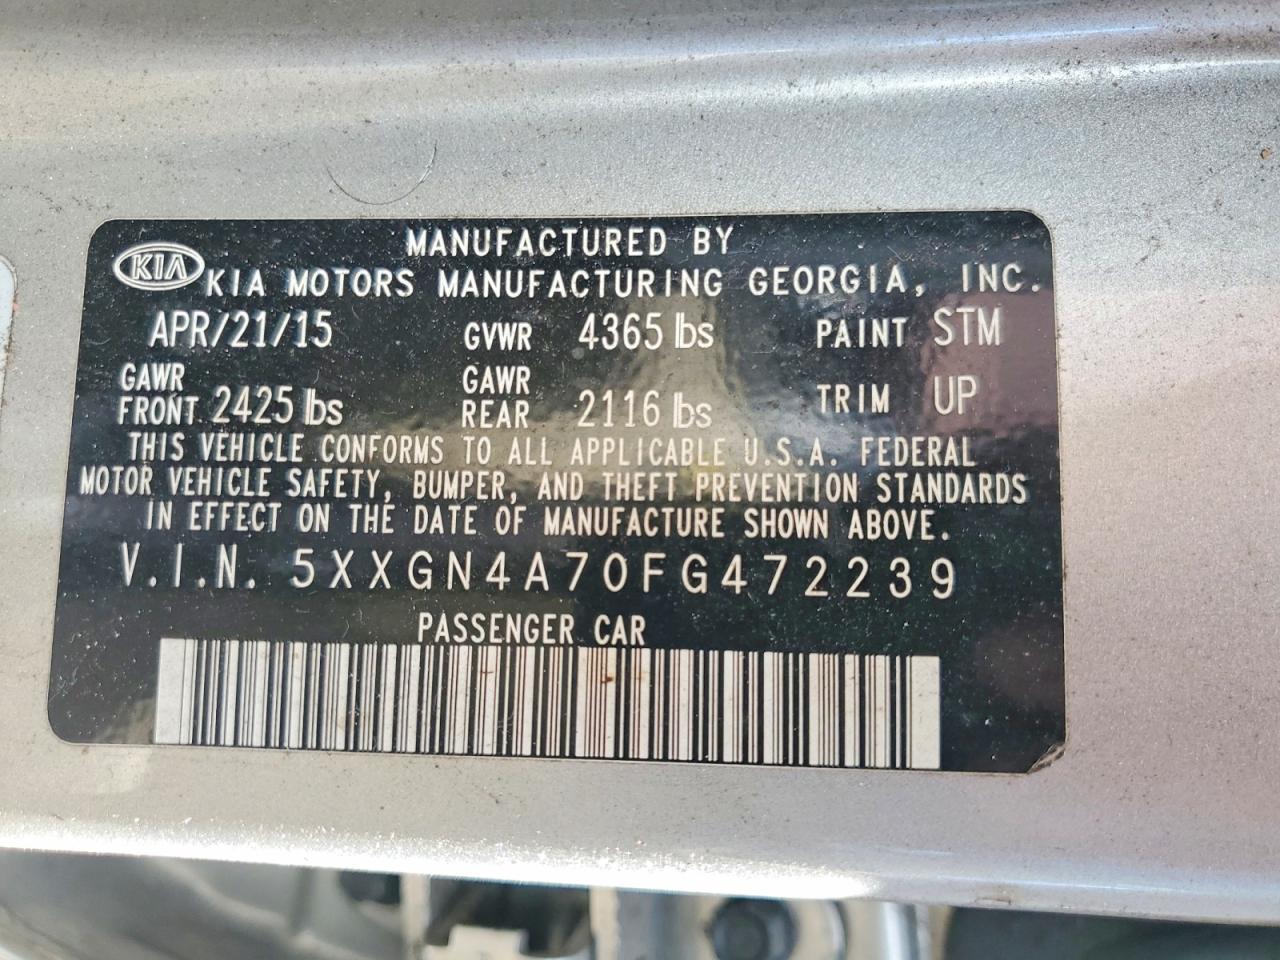 MANUFACTURED BY
KIA KIA MOTORS MANUFACTURING GEORGIA, INC.
APR/21/15 GVWR 4365 lbs PAINT STM
GAWR FRONT 2425 lbs GAWR REAR 2116 lbs TRIM UP
THIS VEHICLE CONFORMS TO ALL APPLICABLE U.S.A. FEDERAL
MOTOR VEHICLE SAFETY, BUMPER, AND THEFT PREVENTION STANDARDS
IN EFFECT ON THE DATE OF MANUFACTURE SHOWN ABOVE.
V.I.N. 5XXGN4A70FG472239
PASSENGER CAR